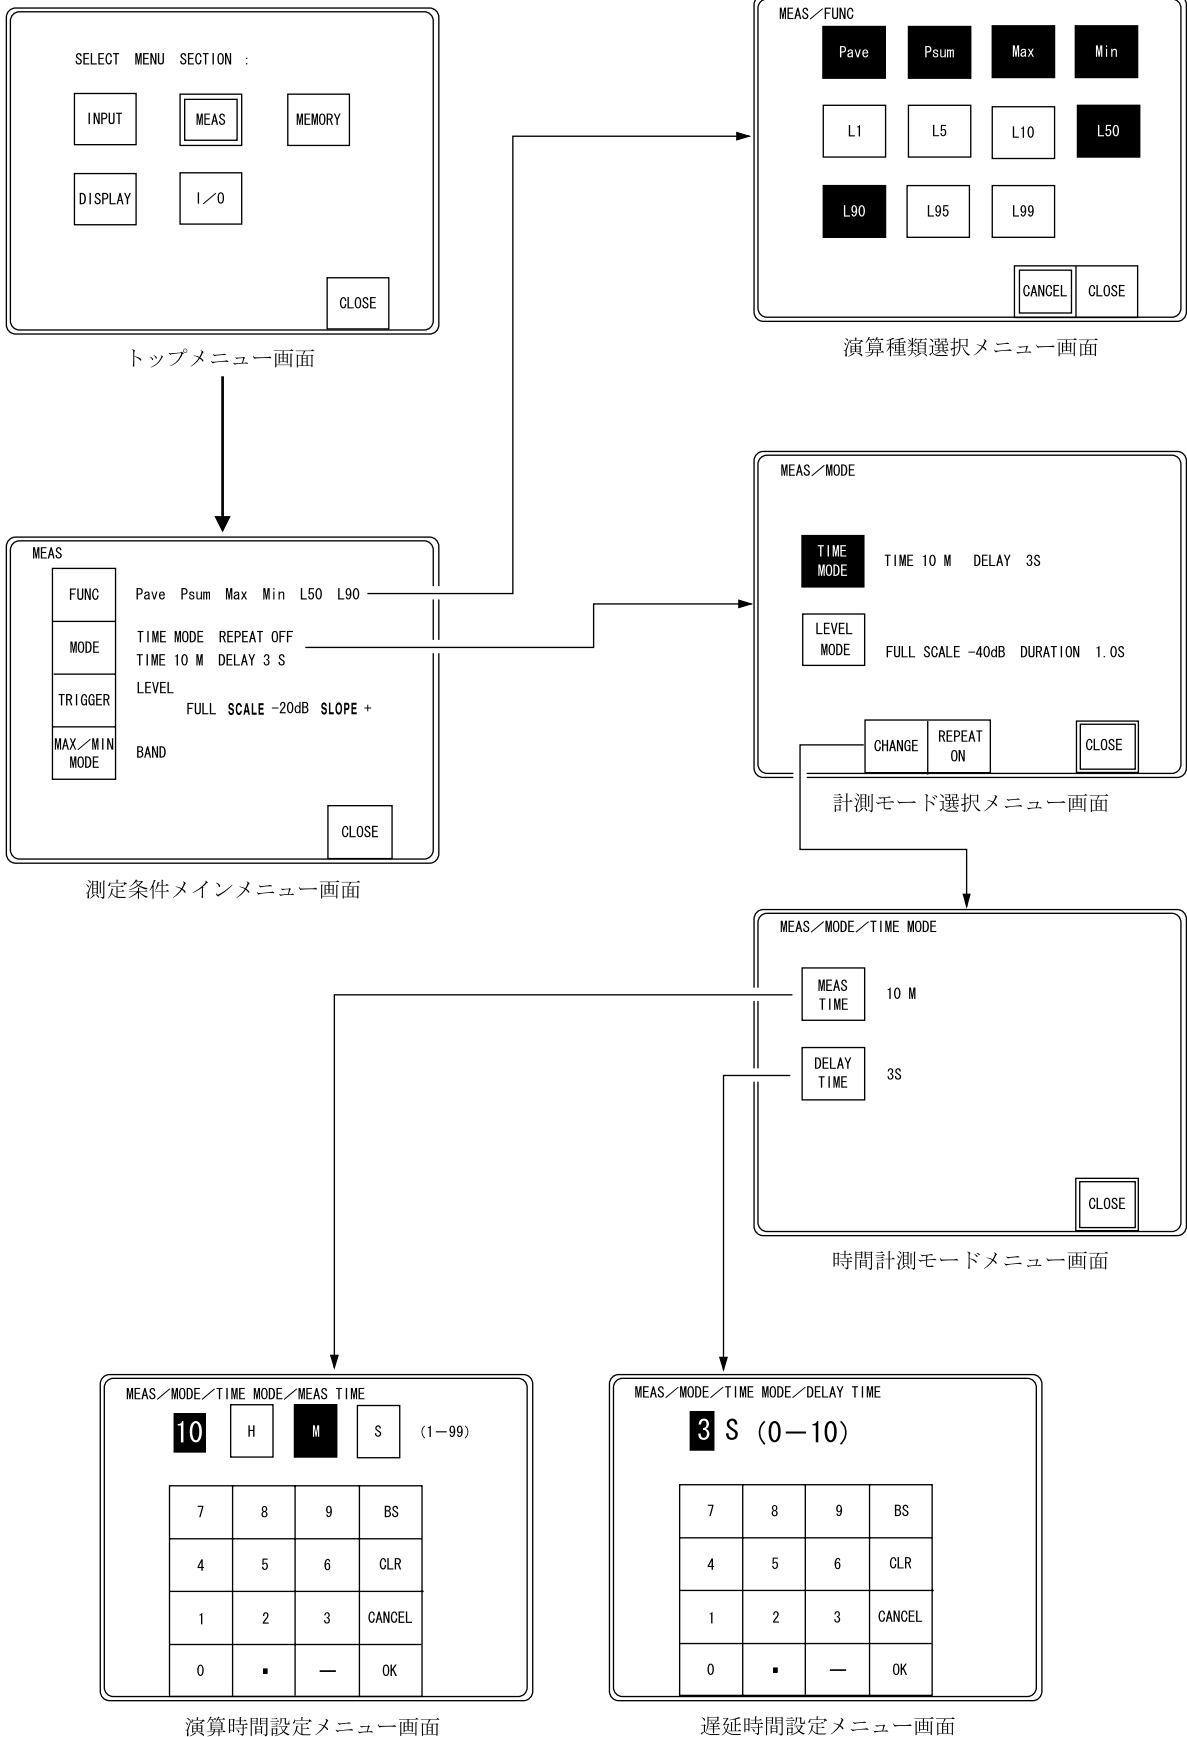 SELECT MENU SECTION :
INPUT MEAS MEMORY
DISPLAY I／O
CLOSE
トップメニュー画面
MEAS／FUNC
Pave Psum Max Min
L1 L5 L10 L50
L90 L95 L99
CANCEL CLOSE
演算種類選択メニュー画面
MEAS
FUNC Pave Psum Max Min L50 L90
MODE TIME MODE REPEAT OFF
TIME 10 M DELAY 3 S
TRIGGER LEVEL
FULL SCALE -20dB SLOPE +
MAX／MIN
MODE BAND
CLOSE
測定条件メインメニュー画面
MEAS／MODE
TIME
MODE TIME 10 M DELAY 3S
LEVEL
MODE FULL SCALE -40dB DURATION 1.0S
CHANGE REPEAT
ON CLOSE
計測モード選択メニュー画面
MEAS／MODE／TIME MODE
MEAS
TIME 10 M
DELAY
TIME 3S
CLOSE
時間計測モードメニュー画面
MEAS／MODE／TIME MODE／MEAS TIME
10 H M S (1－99)
7 8 9 BS
4 5 6 CLR
1 2 3 CANCEL
0 . － OK
演算時間設定メニュー画面
MEAS／MODE／TIME MODE／DELAY TIME
3 S (0－10)
7 8 9 BS
4 5 6 CLR
1 2 3 CANCEL
0 . － OK
遅延時間設定メニュー画面